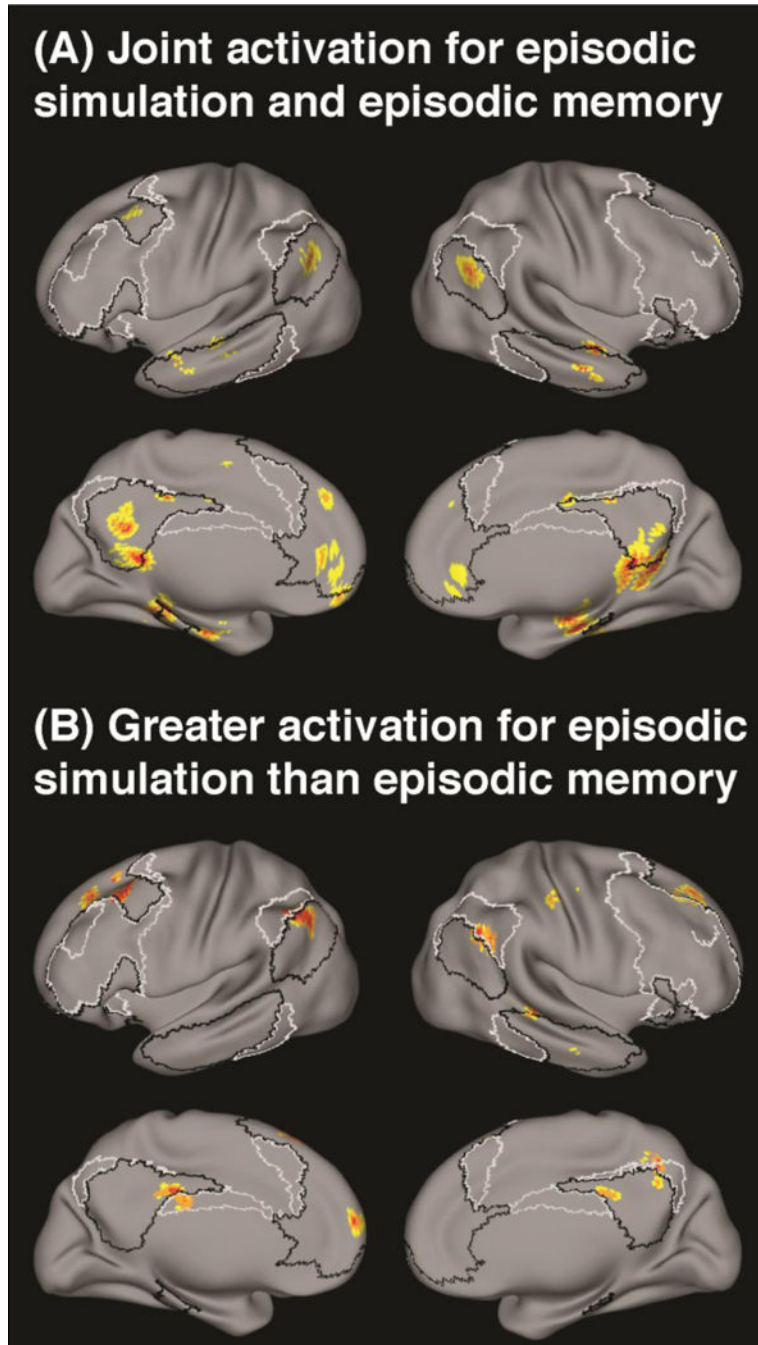 (A) Joint activation for episodic
simulation and episodic memory
(B) Greater activation for episodic
simulation than episodic memory